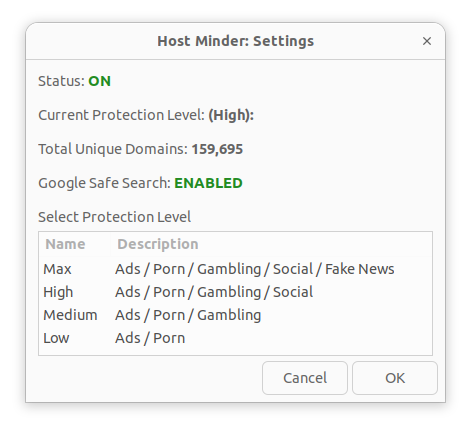 Host Minder: Settings
Status: ON
Current Protection Level: (High):
Total Unique Domains: 159,695
Google Safe Search: ENABLED
Select Protection Level
Name Description
Max Ads / Porn / Gambling / Social / Fake News
High Ads / Porn / Gambling / Social
Medium Ads / Porn / Gambling
Low Ads / Porn
Cancel OK